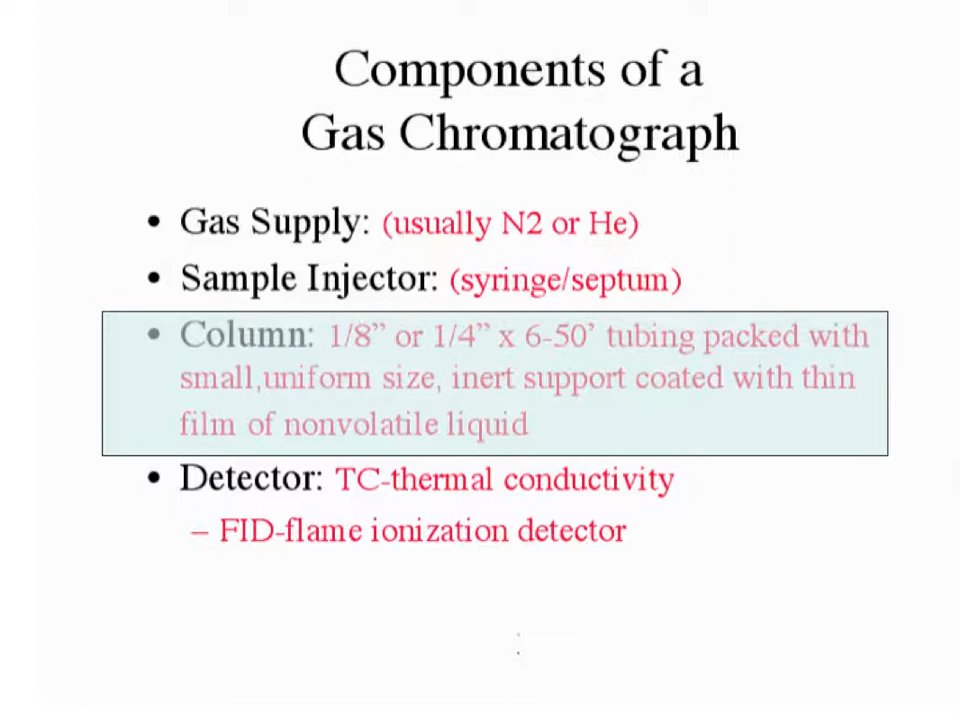 Components of a
Gas Chromatograph
• Gas Supply: (usually N2 or He)
• Sample Injector: (syringe/septum)
• Column: 1/8” or 1/4” x 6-50’ tubing packed with
small,uniform size, inert support coated with thin
film of nonvolatile liquid
• Detector: TC-thermal conductivity
– FID-flame ionization detector